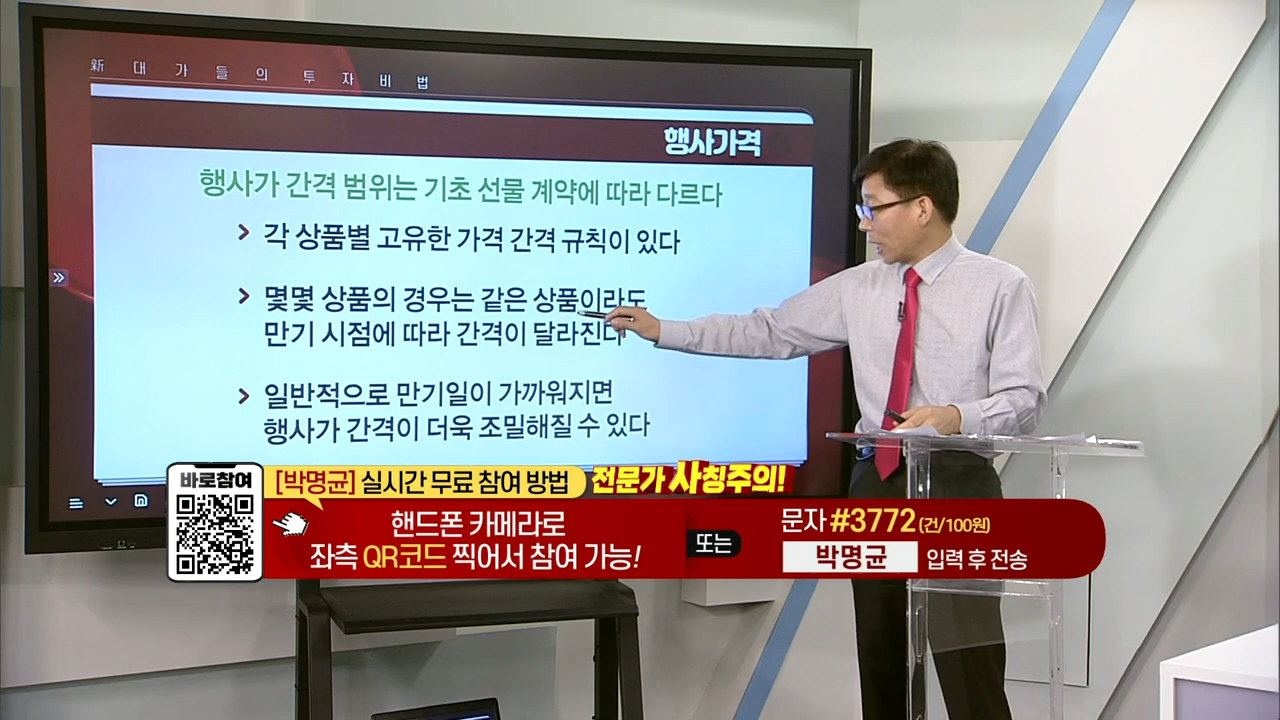 新대가들의 투자비법
행사가격
행사가 간격 범위는 기초 선물 계약에 따라 다르다
각 상품별 고유한 가격 간격 규칙이 있다
몇몇 상품의 경우는 같은 상품이라도
만기 시점에 따라 간격이 달라진다
일반적으로 만기일이 가까워지면
행사가 간격이 더욱 조밀해질 수 있다
바로참여
[박명균] 실시간 무료 참여 방법
전문가 사칭주의!
핸드폰 카메라로
좌측 QR코드 찍어서 참여 가능!
또는
문자 #3772 (건/100원)
박명균 입력 후 전송